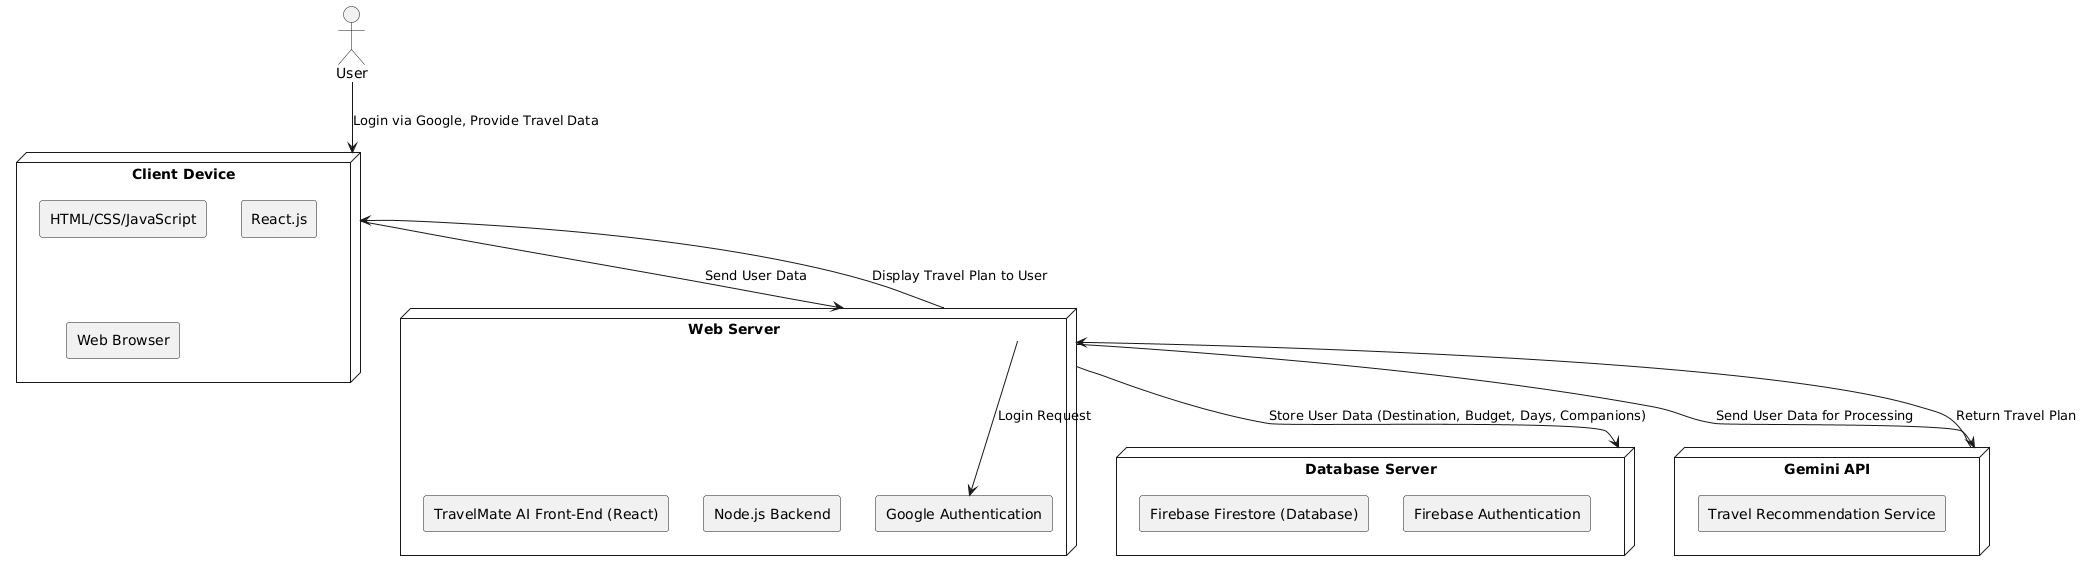 User
Login via Google, Provide Travel Data
Client Device
HTML/CSS/JavaScript
React.js
Web Browser
Send User Data
Display Travel Plan to User
Web Server
Login Request
TravelMate AI Front-End (React)
Node.js Backend
Google Authentication
Store User Data (Destination, Budget, Days, Companions)
Send User Data for Processing
Return Travel Plan
Database Server
Firebase Firestore (Database)
Firebase Authentication
Gemini API
Travel Recommendation Service